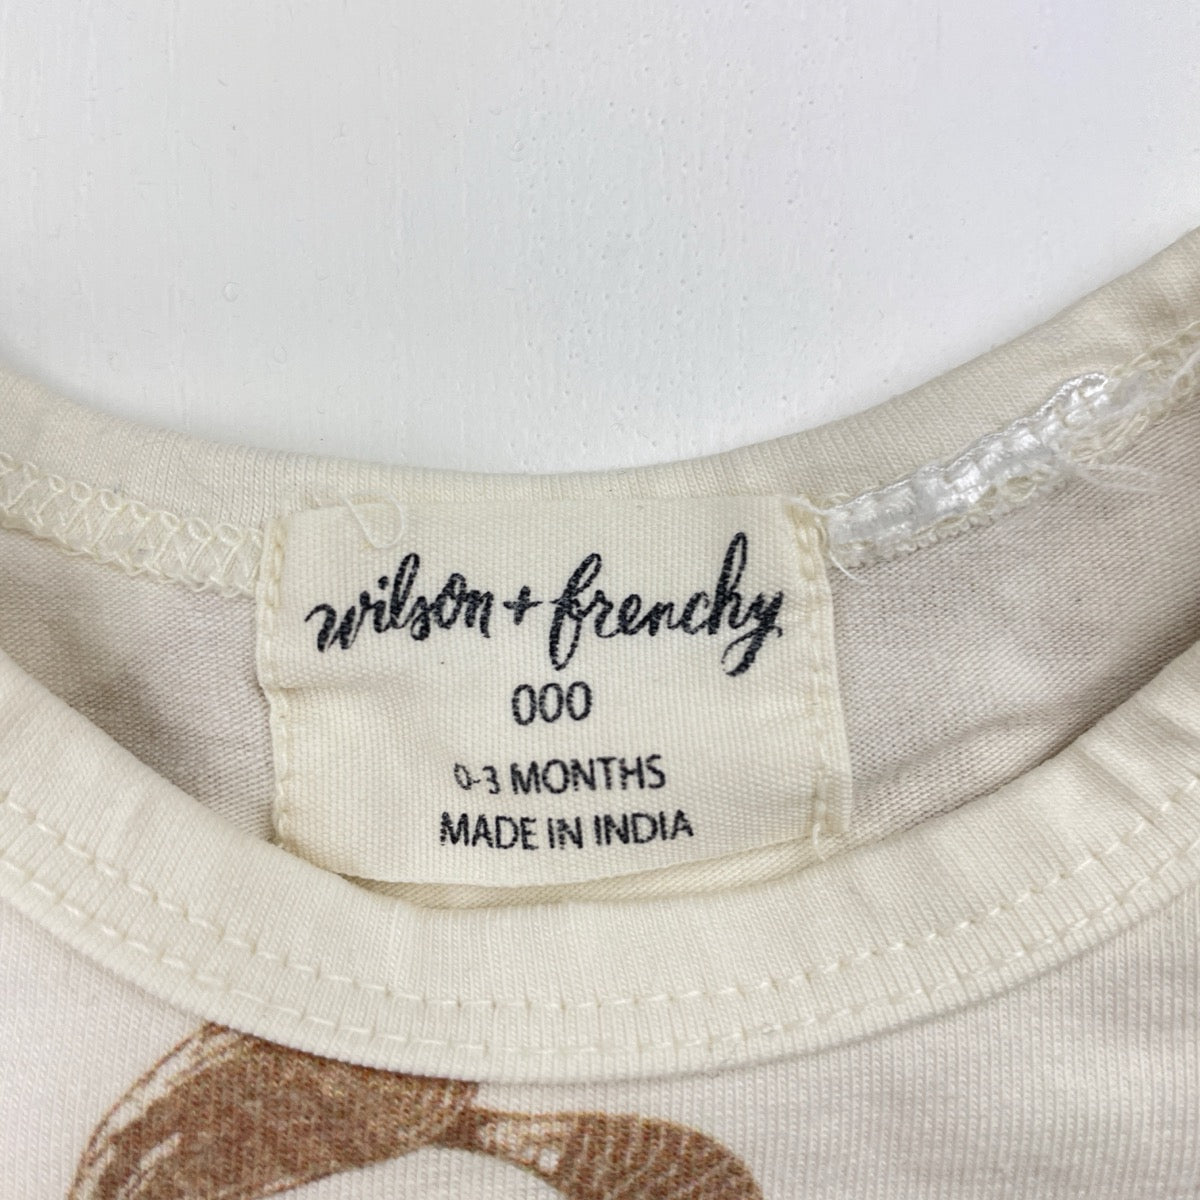 wilson + frenchy
000
0-3 MONTHS
MADE IN INDIA